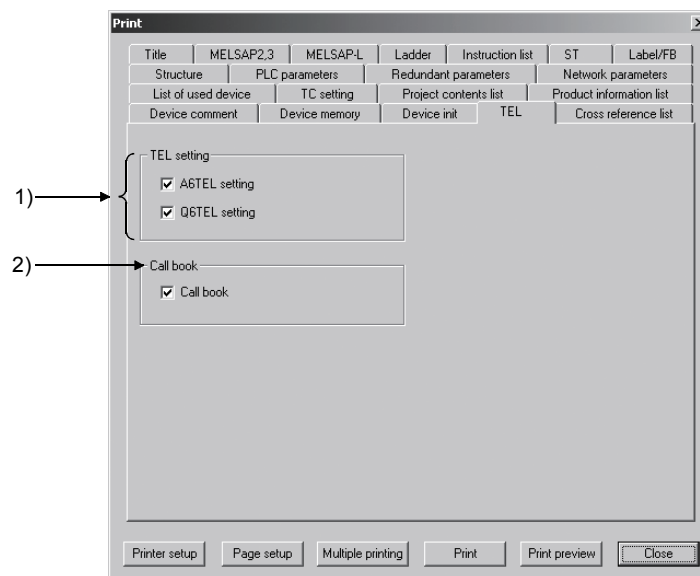 Print
Title MELSAP2,3 MELSAP-L Ladder Instruction list ST Label/FB
Structure PLC parameters Redundant parameters Network parameters
List of used device TC setting Project contents list Product information list
Device comment Device memory Device init TEL Cross reference list
TEL setting
1)
A6TEL setting
Q6TEL setting
2)
Call book
Call book
Printer setup Page setup Multiple printing Print Print preview Close